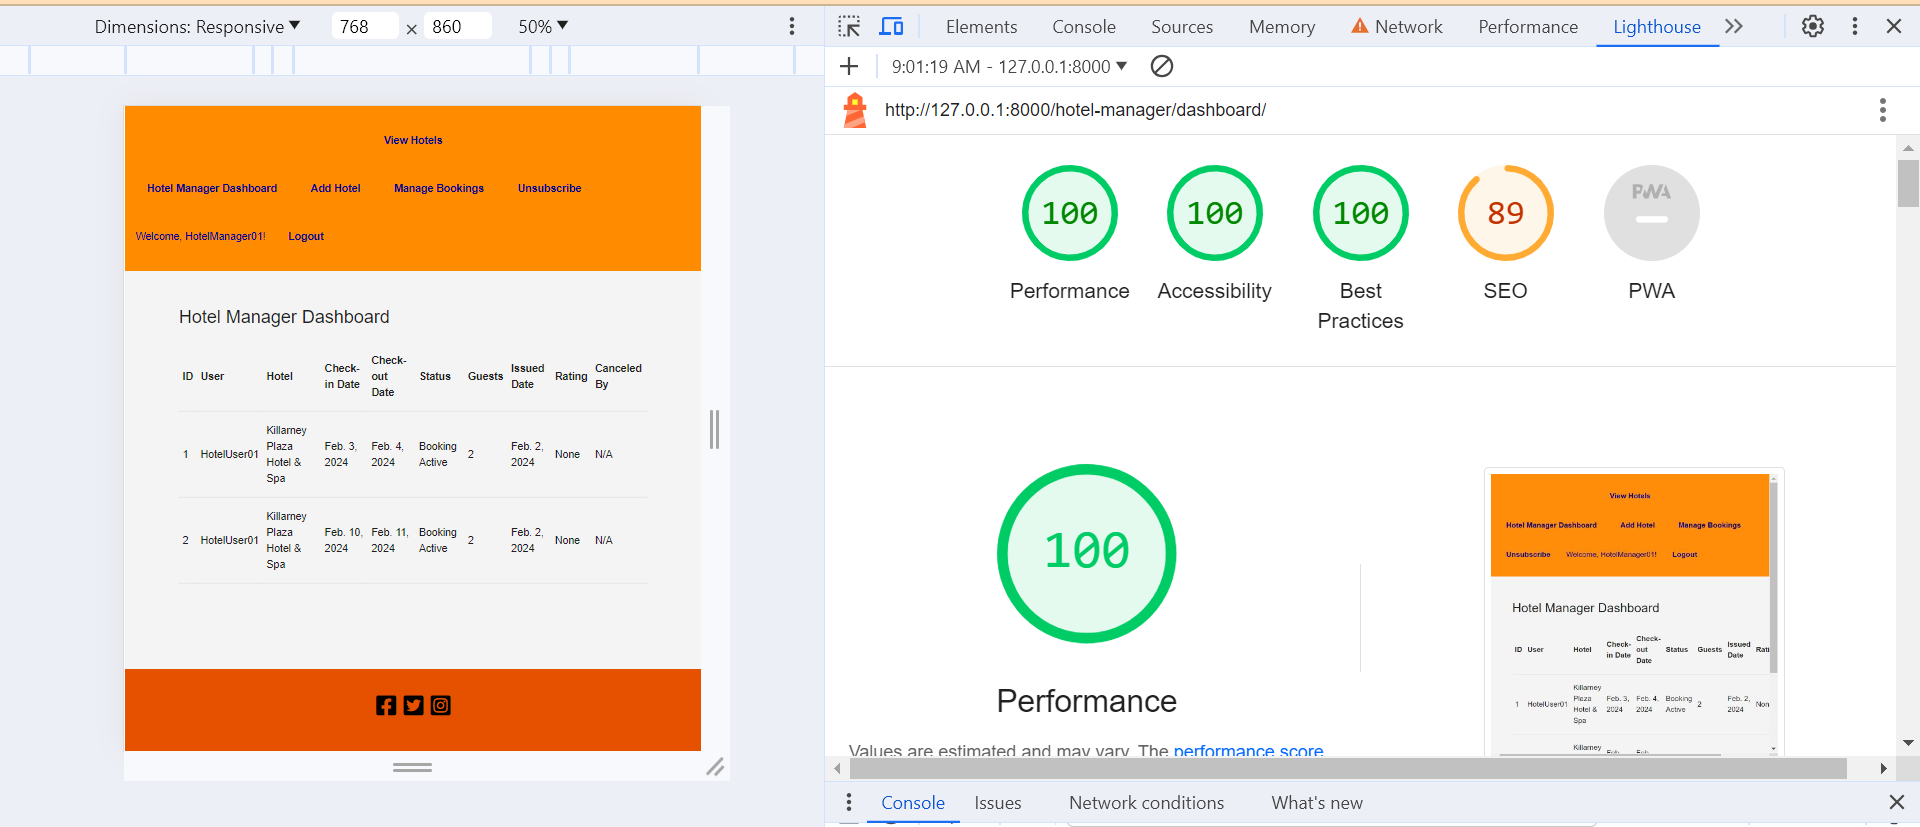 Dimensions: Responsive
768 × 860
50%
View Hotels
Hotel Manager Dashboard Add Hotel Manage Bookings Unsubscribe
Welcome, HotelManager01! Logout
Hotel Manager Dashboard
ID User Hotel Check-in Date Check-out Date Status Guests Issued Date Rating Canceled By
1 HotelUser01 Killarney Plaza Hotel & Spa Feb. 3, 2024 Feb. 4, 2024 Booking Active 2 Feb. 2, 2024 None N/A
2 HotelUser01 Killarney Plaza Hotel & Spa Feb. 10, 2024 Feb. 11, 2024 Booking Active 2 Feb. 2, 2024 None N/A
Elements Console Sources Memory Network Performance Lighthouse
9:01:19 AM - 127.0.0.1:8000
http://127.0.0.1:8000/hotel-manager/dashboard/
100 100 100 89 PWA
Performance Accessibility Best Practices SEO PWA
100
Performance
Values are estimated and may vary. The performance score
View Hotels
Hotel Manager Dashboard Add Hotel Manage Bookings
Unsubscribe Welcome, HotelManager01! Logout
Hotel Manager Dashboard
ID User Hotel Check-in Date Check-out Date Status Guests Issued Date Rati
1 HotelUser01 Killarney Plaza Hotel & Spa Feb. 3, 2024 Feb. 4, 2024 Booking Active 2 Feb. 2, 2024 Non
Killarney
Console Issues Network conditions What's new